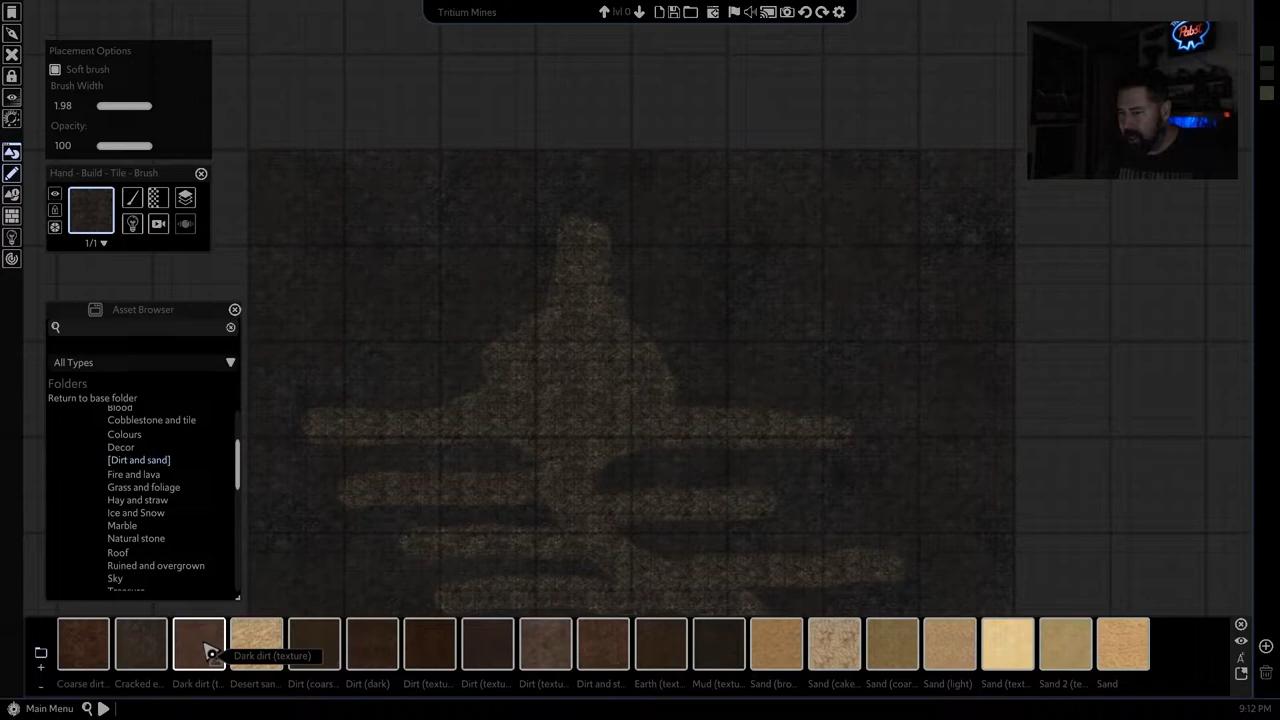 Tritium Mines
lvl 0
Pabst
Placement Options
Soft brush
Brush Width
1.98
Opacity:
100
Hand - Build - Tile - Brush
1/1
Asset Browser
All Types
Folders
Return to base folder
Blood
Cobblestone and tile
Colours
Decor
[Dirt and sand]
Fire and lava
Grass and foliage
Hay and straw
Ice and Snow
Marble
Natural stone
Roof
Ruined and overgrown
Sky
Treasure
Dark dirt (texture)
Coarse dirt...
Cracked e...
Dark dirt (t...
Desert san...
Dirt (coars...
Dirt (dark)
Dirt (textu...
Dirt (textu...
Dirt (textu...
Dirt and st...
Earth (text...
Mud (textu...
Sand (bro...
Sand (cake...
Sand (coar...
Sand (light)
Sand (text...
Sand 2 (te...
Sand
Main Menu
9:12 PM